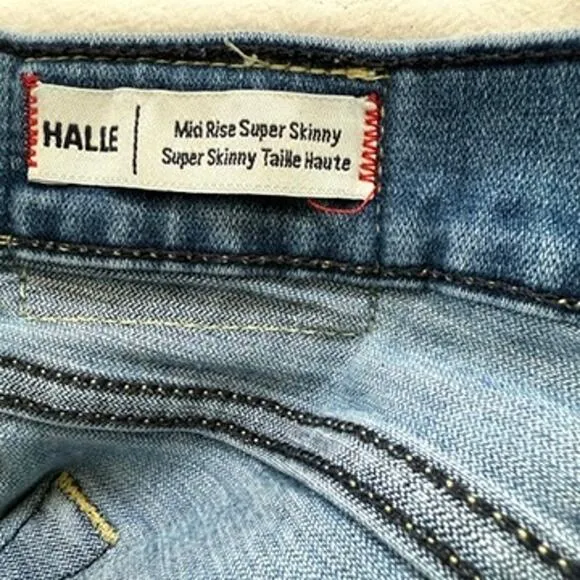 HALLE
Mid Rise Super Skinny
Super Skinny Taille Haute